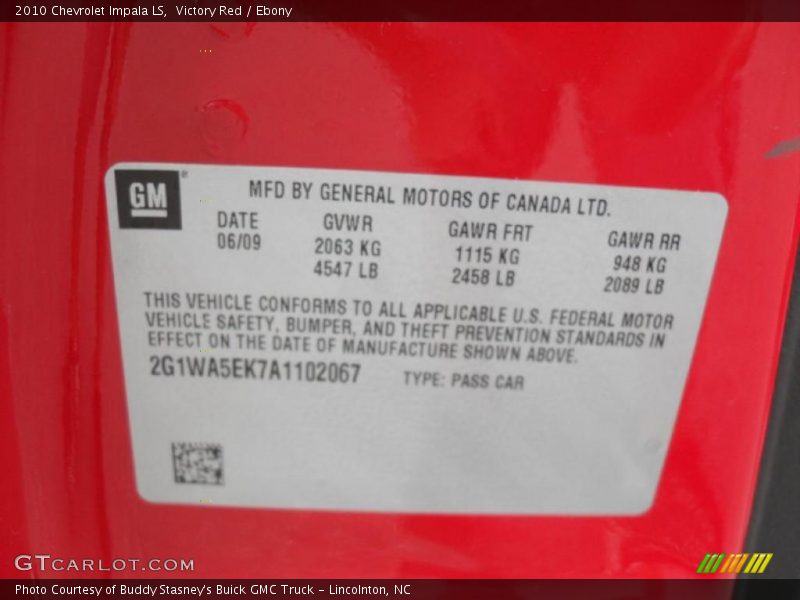 2010 Chevrolet Impala LS,  Victory Red / Ebony
GM®
MFD BY GENERAL MOTORS OF CANADA LTD.
DATE GVWR GAWR FRT GAWR RR
06/09 2063 KG 1115 KG 948 KG
4547 LB 2458 LB 2089 LB
THIS VEHICLE CONFORMS TO ALL APPLICABLE U.S. FEDERAL MOTOR
VEHICLE SAFETY, BUMPER, AND THEFT PREVENTION STANDARDS IN
EFFECT ON THE DATE OF MANUFACTURE SHOWN ABOVE.
2G1WA5EK7A1102067 TYPE: PASS CAR
GTCARLOT.COM
Photo Courtesy of Buddy Stasney's Buick GMC Truck - Lincolnton, NC